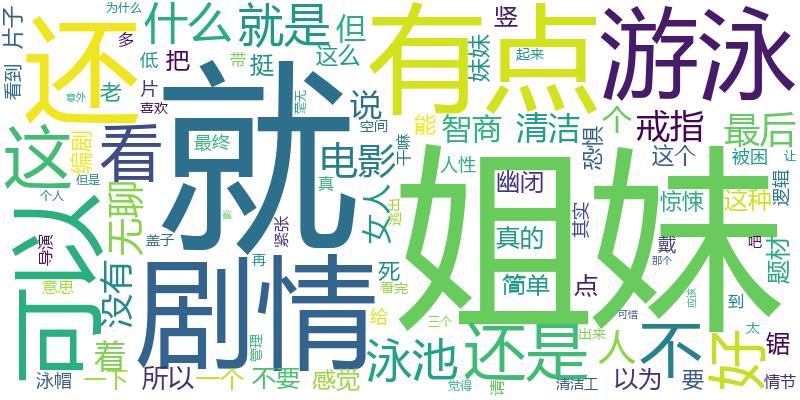 为什么
多
片子
看到
还
什么
就是
但
这么
挺
低
把
带
老
片
喜欢
意外
毫无
有点
竖
妹妹
起来
游泳
这
看
编剧
就
最终
说
空间
电影
干嘛
能
智商
清洁
个
恐惧
戒指
最后
这个
被困
让
逻辑
可以
个人
但是
无聊
真
女人
逃出
人性
幽闭
姐妹
其实
惊悚
这种
戴
吧
那个
题材
导演
盖子
紧张
再
没有
意思
剧情
死
看完
给
真的
简单
点
到
应该
可惜
着
管理
泳池
三个
还是
出来
人
不
太
好
锯
泳帽
一下
所以
一个
不要
感觉
觉得
请
清洁工
以为
要
情节